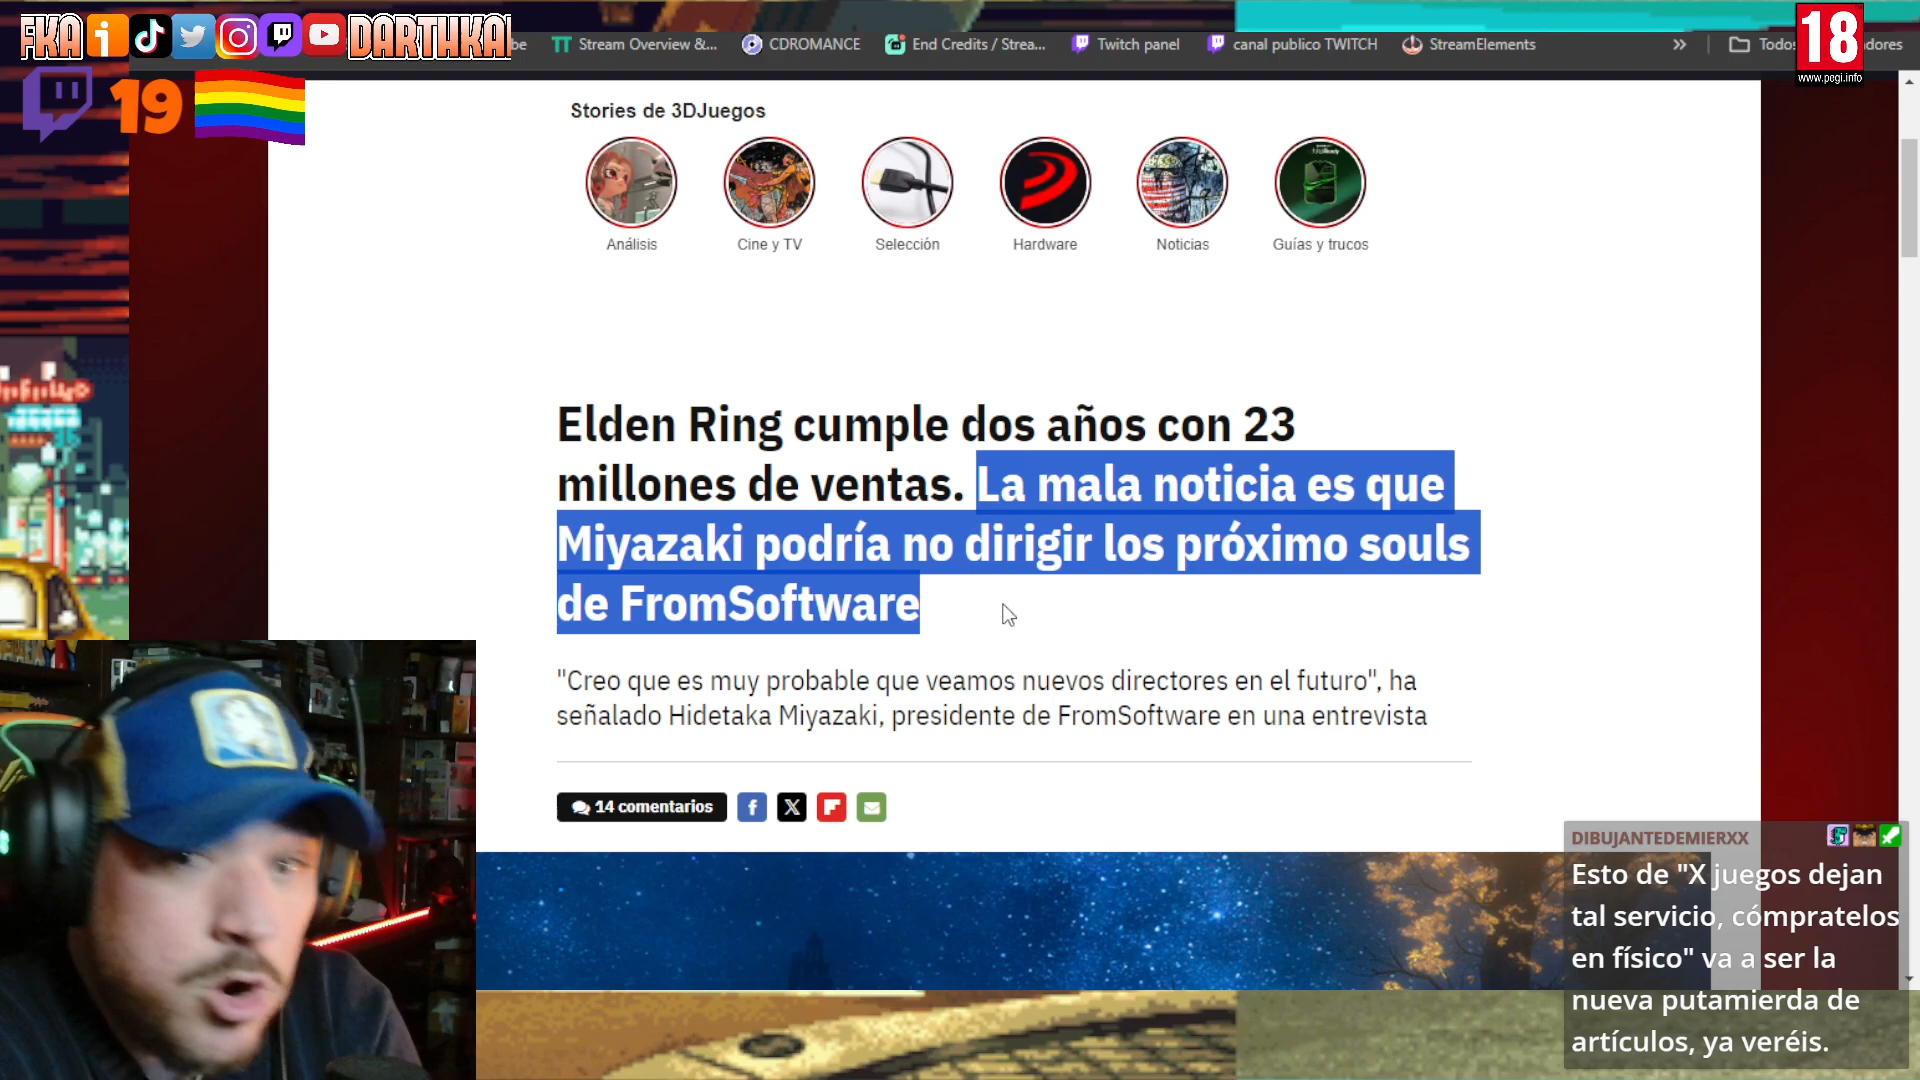 FKA
DARTHKA
be
Stream Overview &...
CDROMANCE
End Credits / Strea...
Twitch panel
canal publico TWITCH
StreamElements
»
Todos
adores
18
www.pegi.info
19
Stories de 3DJuegos
Análisis
Cine y TV
Selección
Hardware
Noticias
Guías y trucos
Elden Ring cumple dos años con 23
millones de ventas. La mala noticia es que
Miyazaki podría no dirigir los próximo souls
de FromSoftware
"Creo que es muy probable que veamos nuevos directores en el futuro", ha
señalado Hidetaka Miyazaki, presidente de FromSoftware en una entrevista
14 comentarios
DIBUJANTEDEMIERXX
Esto de "X juegos dejan
tal servicio, cómpratelos
en físico" va a ser la
nueva putamierda de
artículos, ya veréis.